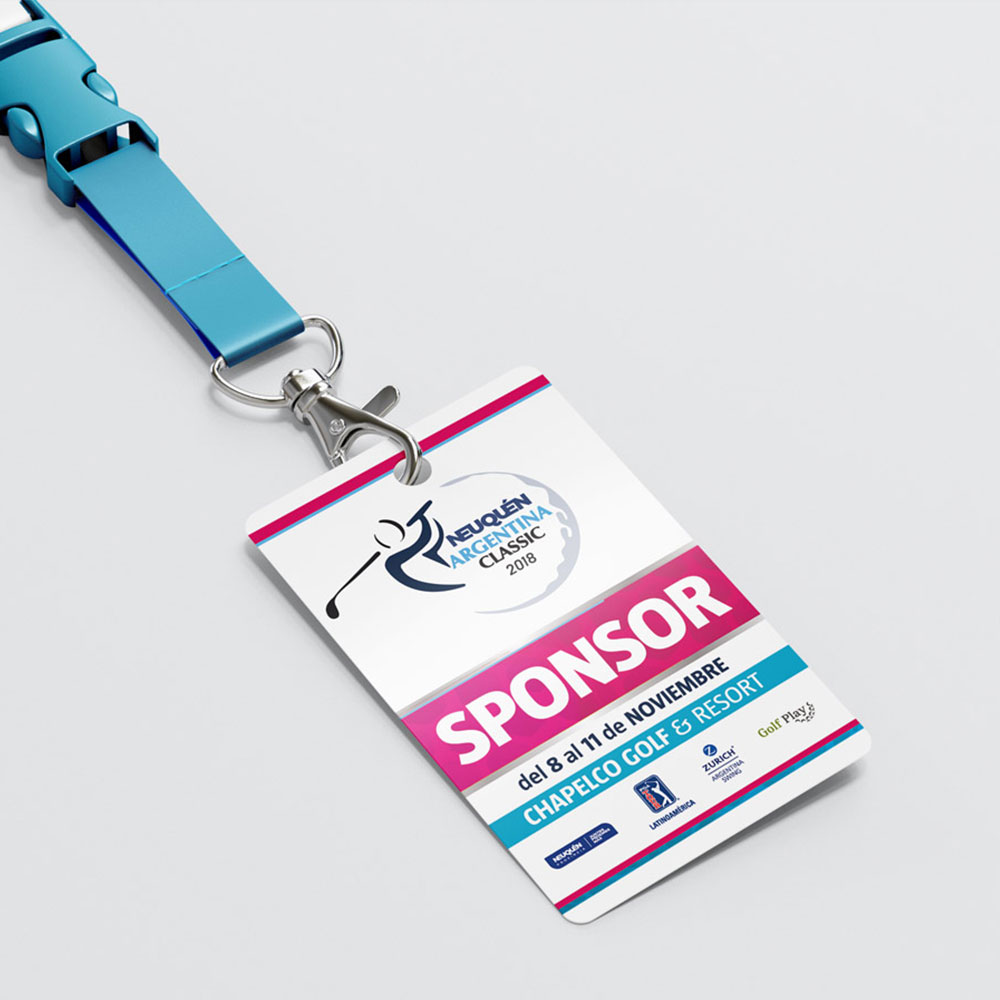 NEUQUÉN
ARGENTINA
CLASSIC
2018
SPONSOR
del 8 al 11 de NOVIEMBRE
CHAPELCO GOLF & RESORT
NEUQUÉN
LATINOAMÉRICA
ZURICH
ARGENTINA
SWING
Golf Play